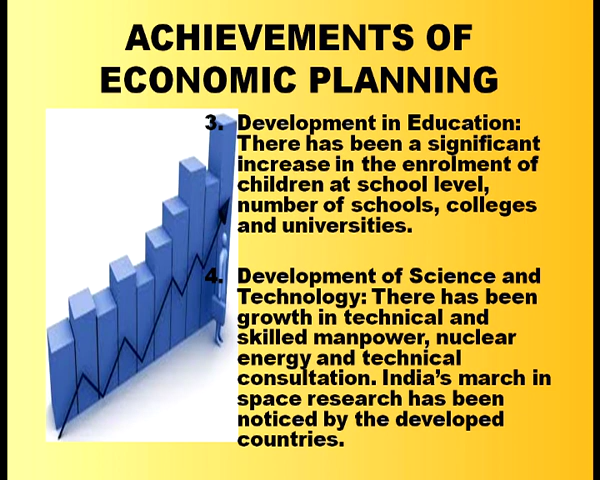 ACHIEVEMENTS OF
ECONOMIC PLANNING
3. Development in Education:
There has been a significant
increase in the enrolment of
children at school level,
number of schools, colleges
and universities.
4. Development of Science and
Technology: There has been
growth in technical and
skilled manpower, nuclear
energy and technical
consultation. India's march in
space research has been
noticed by the developed
countries.